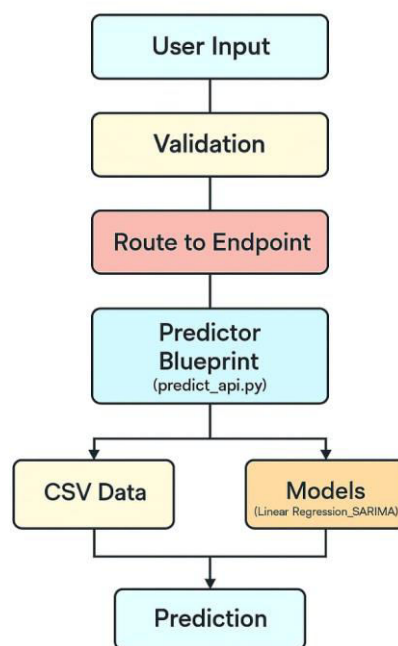 User Input
Validation
Route to Endpoint
Predictor
Blueprint
(predict_api.py)
CSV Data
Models
(Linear Regression_SARIMA)
Prediction